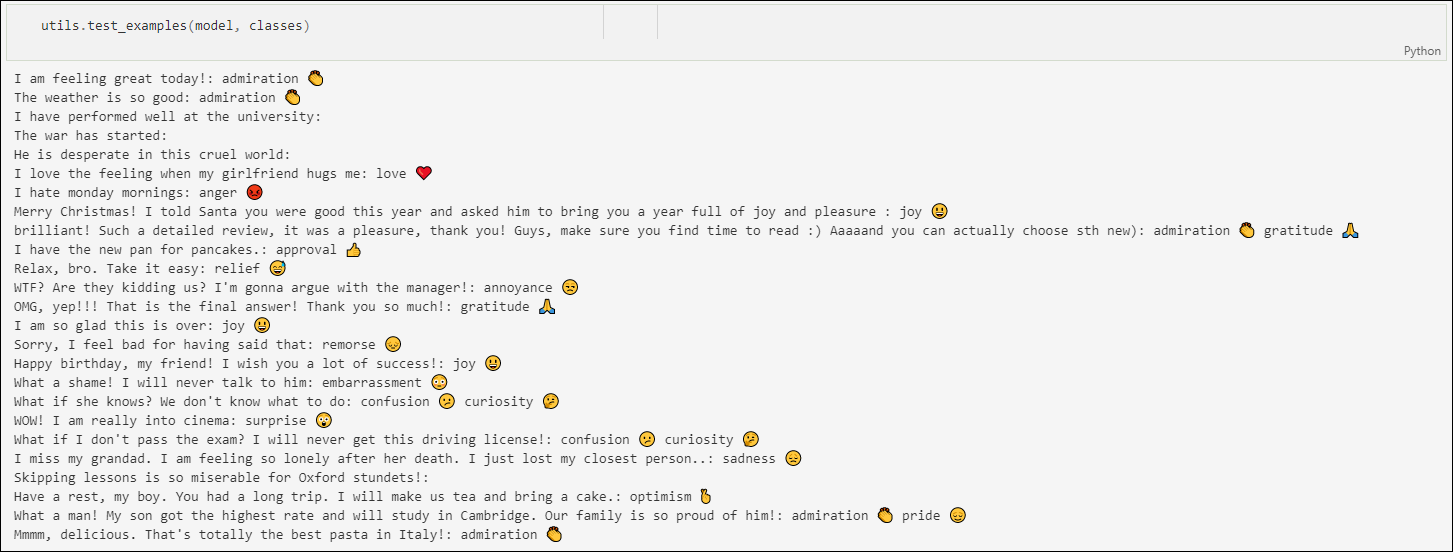 utils.test_examples(model, classes)
Python
I am feeling great today!: admiration 👏
The weather is so good: admiration 👏
I have performed well at the university:
The war has started:
He is desperate in this cruel world:
I love the feeling when my girlfriend hugs me: love ❤️
I hate monday mornings: anger 😡
Merry Christmas! I told Santa you were good this year and asked him to bring you a year full of joy and pleasure : joy 😃
brilliant! Such a detailed review, it was a pleasure, thank you! Guys, make sure you find time to read :) Aaaaand you can actually choose sth new): admiration 👏 gratitude 🙏
I have the new pan for pancakes.: approval 👍
Relax, bro. Take it easy: relief 😅
WTF? Are they kidding us? I'm gonna argue with the manager!: annoyance 😒
OMG, yep!!! That is the final answer! Thank you so much!: gratitude 🙏
I am so glad this is over: joy 😃
Sorry, I feel bad for having said that: remorse 😞
Happy birthday, my friend! I wish you a lot of success!: joy 😃
What a shame! I will never talk to him: embarrassment 😳
What if she knows? We don't know what to do: confusion 😕 curiosity 🤔
WOW! I am really into cinema: surprise 😲
What if I don't pass the exam? I will never get this driving license!: confusion 😕 curiosity 🤔
I miss my grandad. I am feeling so lonely after her death. I just lost my closest person..: sadness 😞
Skipping lessons is so miserable for Oxford stundets!:
Have a rest, my boy. You had a long trip. I will make us tea and bring a cake.: optimism 🤞
What a man! My son got the highest rate and will study in Cambridge. Our family is so proud of him!: admiration 👏 pride 😌
Mmmm, delicious. That's totally the best pasta in Italy!: admiration 👏